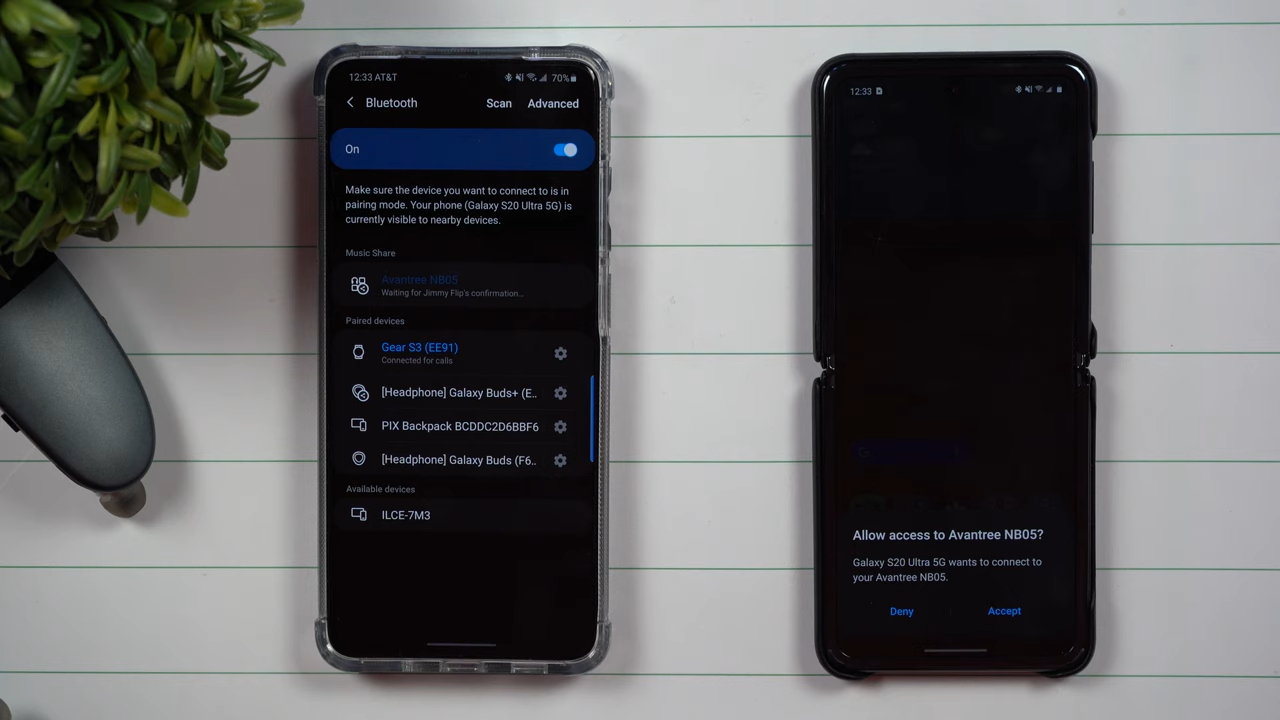 12:33 AT&T
70%
Bluetooth
Scan
Advanced
On
Make sure the device you want to connect to is in
pairing mode. Your phone (Galaxy S20 Ultra 5G) is
currently visible to nearby devices.
Music Share
Avantree NB05
Waiting for Jimmy Flip's confirmation...
Paired devices
Gear S3 (EE91)
Connected for calls
[Headphone] Galaxy Buds+ (E..
PIX Backpack BCDDC2D6BBF6
[Headphone] Galaxy Buds (F6..
Available devices
ILCE-7M3
12:33
Allow access to Avantree NB05?
Galaxy S20 Ultra 5G wants to connect to
your Avantree NB05.
Deny
Accept